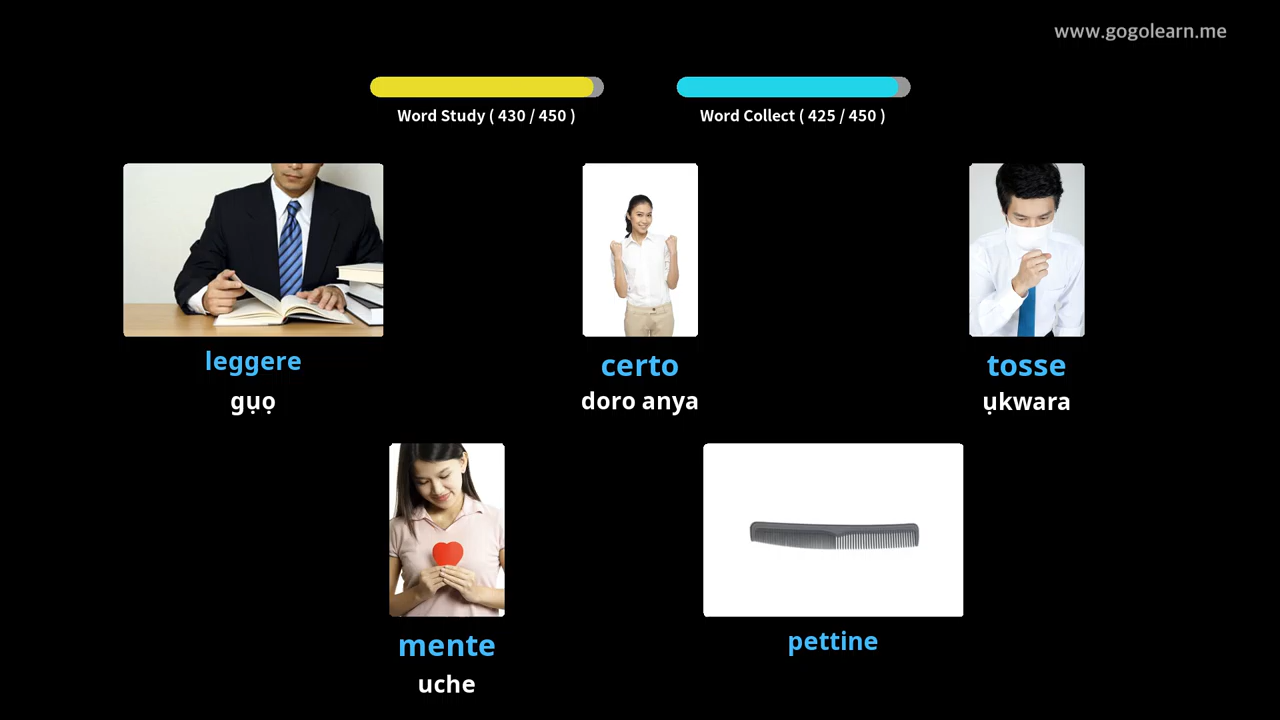 www.gogolearn.me
Word Study ( 430 / 450 )
Word Collect ( 425 / 450 )
leggere
gụọ
certo
doro anya
tosse
ụkwara
mente
uche
pettine